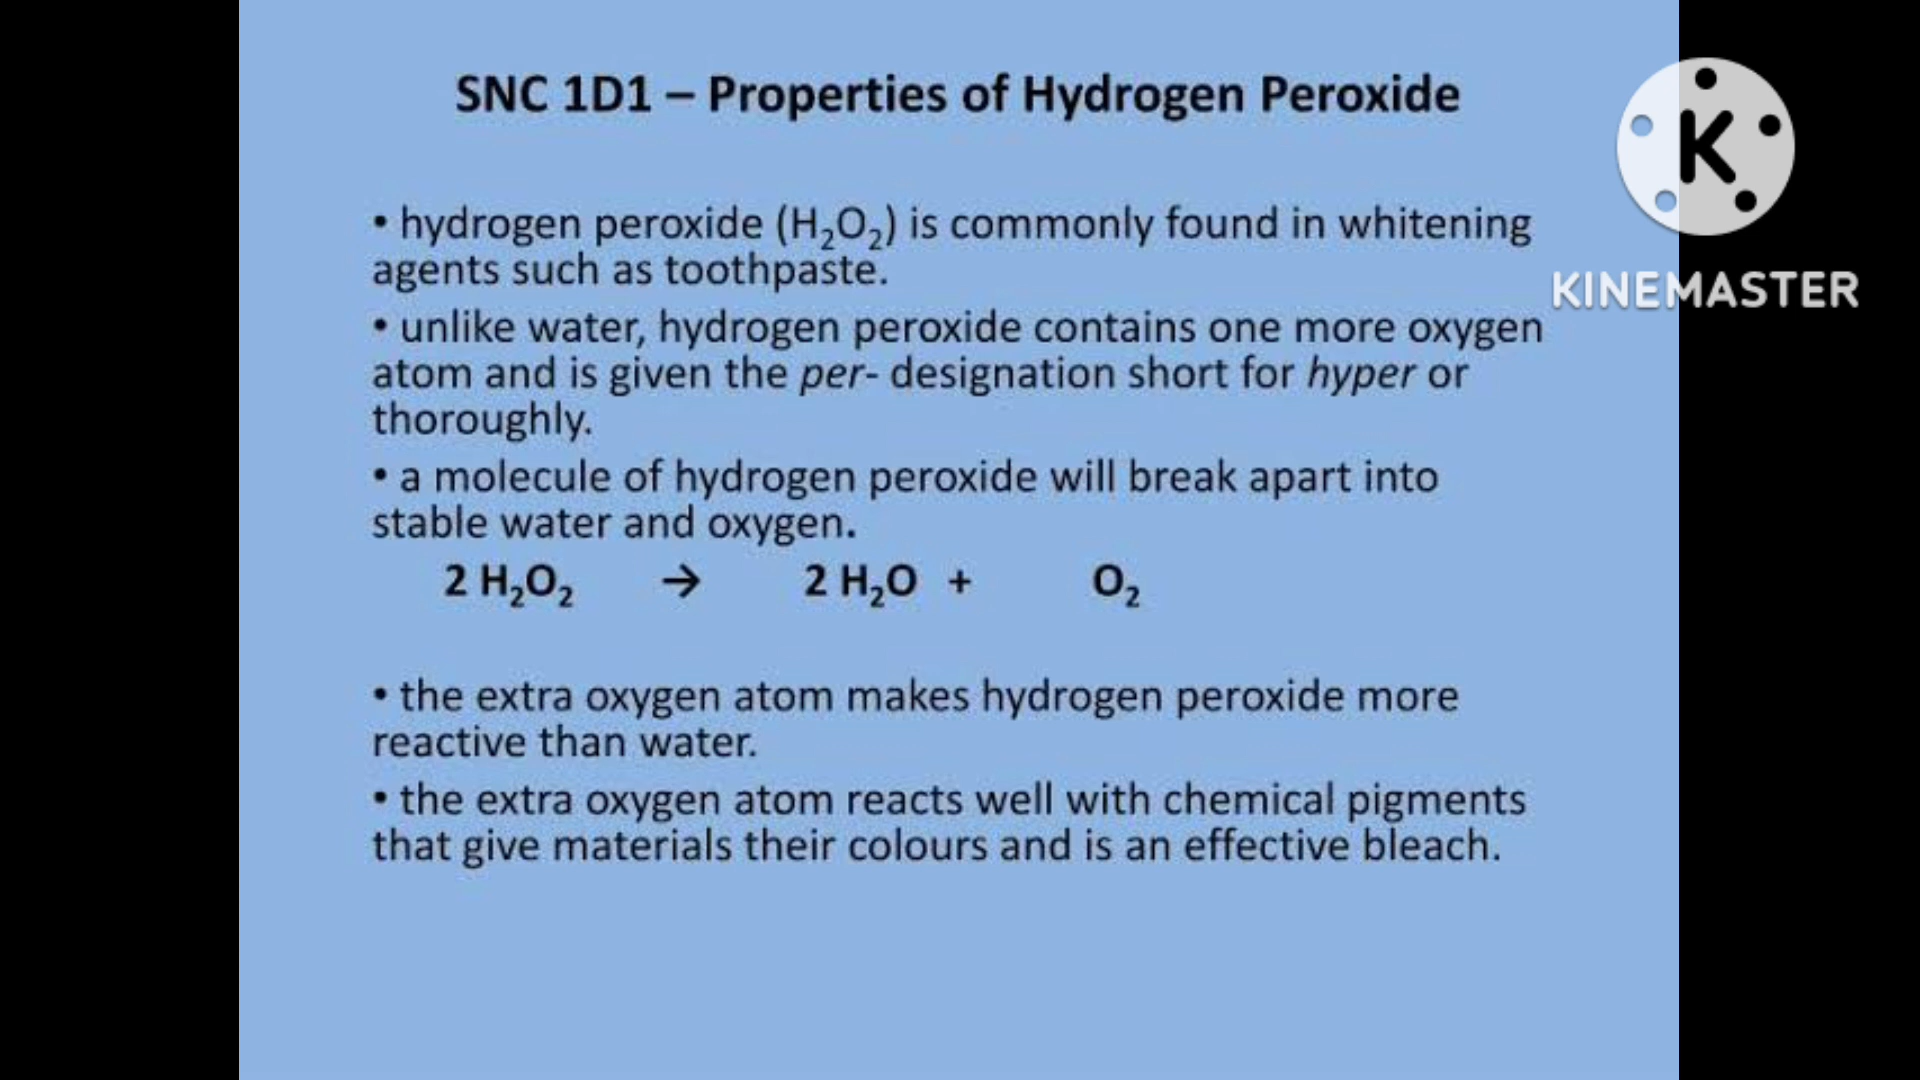 SNC 1D1 – Properties of Hydrogen Peroxide
K
KINEMASTER
• hydrogen peroxide (H₂O₂) is commonly found in whitening
agents such as toothpaste.
• unlike water, hydrogen peroxide contains one more oxygen
atom and is given the per- designation short for hyper or
thoroughly.
• a molecule of hydrogen peroxide will break apart into
stable water and oxygen.
2 H₂O₂ → 2 H₂O + O₂
• the extra oxygen atom makes hydrogen peroxide more
reactive than water.
• the extra oxygen atom reacts well with chemical pigments
that give materials their colours and is an effective bleach.